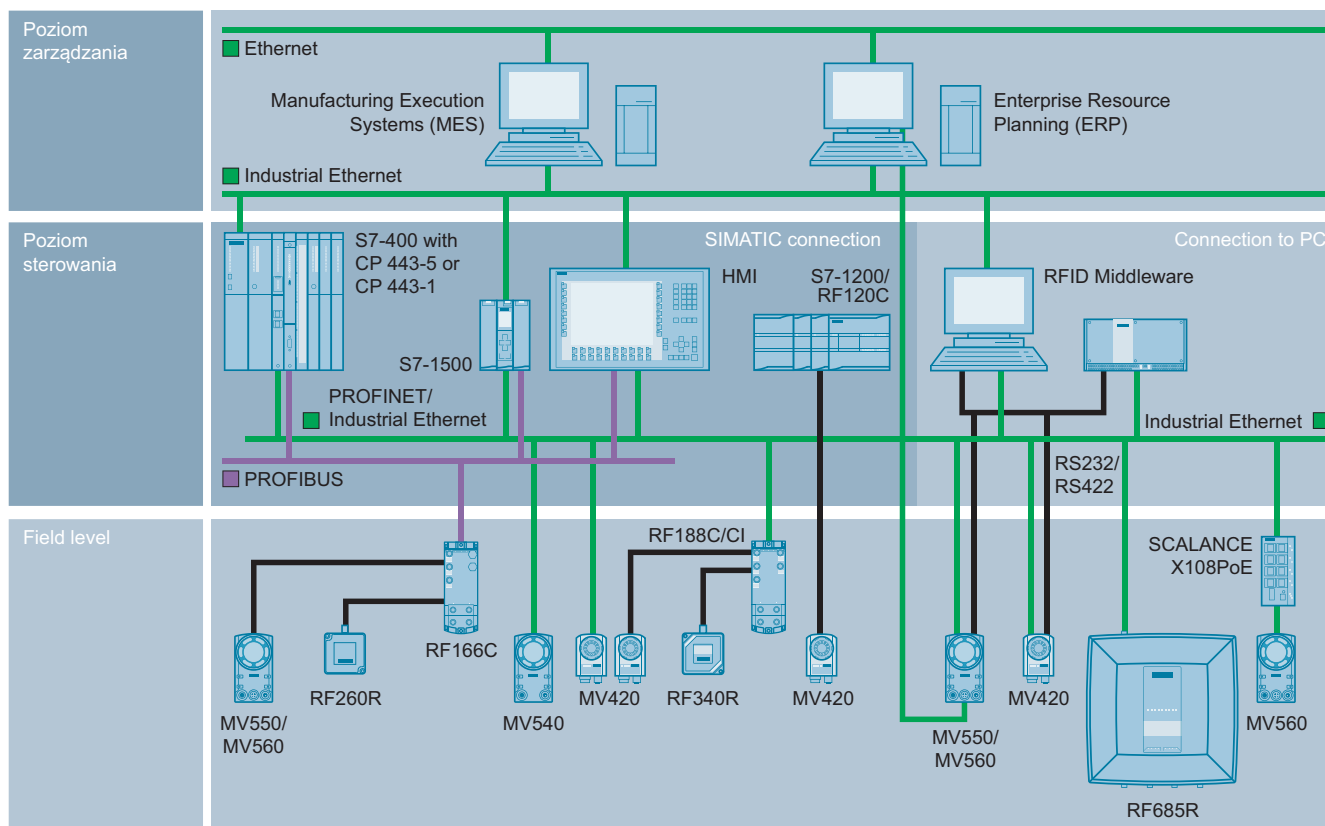 Poziom
zarządzania
Ethernet
Manufacturing Execution
Systems (MES)
Enterprise Resource
Planning (ERP)
Industrial Ethernet
Poziom
sterowania
S7-400 with
CP 443-5 or
CP 443-1
SIMATIC connection
Connection to PC
HMI
S7-1200/
RF120C
RFID Middleware
S7-1500
PROFINET/
Industrial Ethernet
Industrial Ethernet
PROFIBUS
RS232/
RS422
Field level
RF188C/CI
SCALANCE
X108PoE
RF166C
RF260R
MV550/
MV560
MV540
MV420
RF340R
MV420
MV550/
MV560
MV420
MV560
RF685R